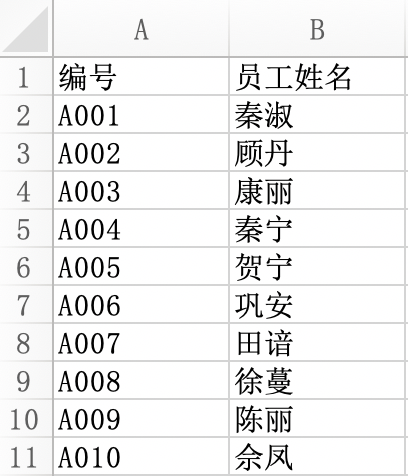 A B
1 编号 员工姓名
2 A001 秦淑
3 A002 顾丹
4 A003 康丽
5 A004 秦宁
6 A005 贺宁
7 A006 巩安
8 A007 田谙
9 A008 徐蔓
10 A009 陈丽
11 A010 佘凤